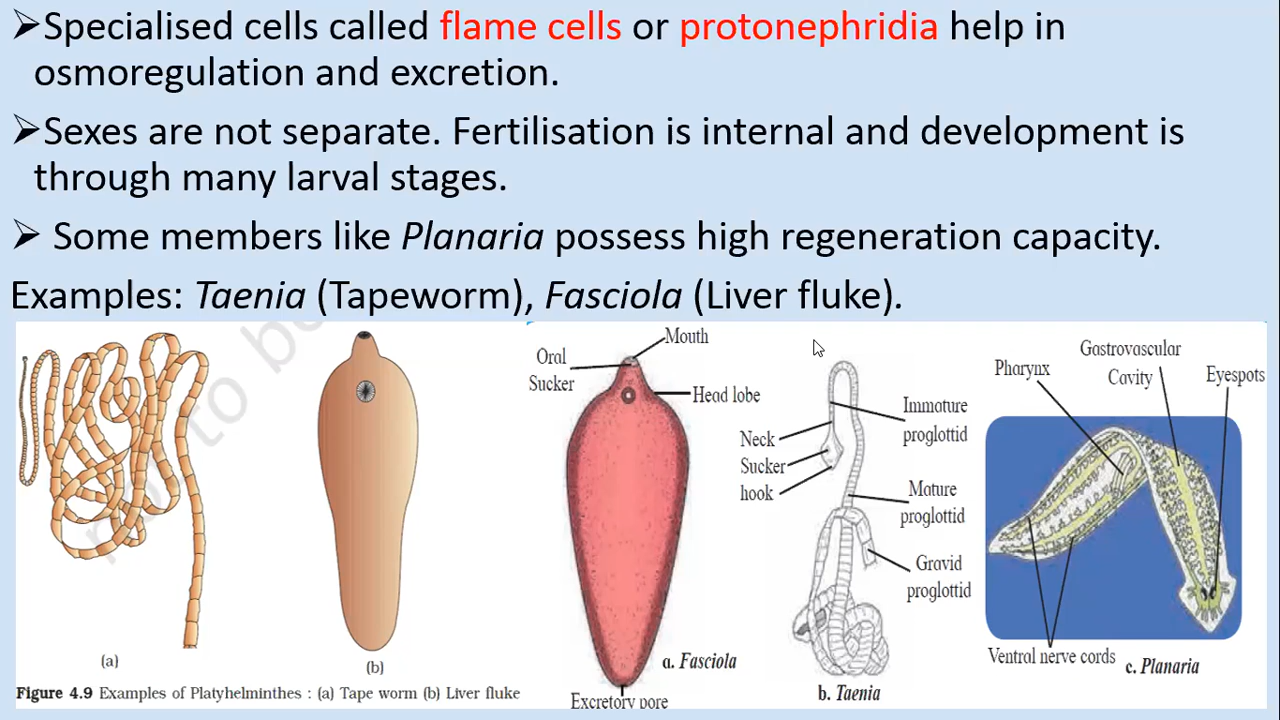 ➢Specialised cells called flame cells or protonephridia help in
osmoregulation and excretion.
➢Sexes are not separate. Fertilisation is internal and development is
through many larval stages.
➢ Some members like Planaria possess high regeneration capacity.
Examples: Taenia (Tapeworm), Fasciola (Liver fluke).
(a)
(b)
Figure 4.9 Examples of Platyhelminthes : (a) Tape worm (b) Liver fluke
Mouth
Oral
Sucker
Head lobe
a. Fasciola
Excretory pore
Neck
Sucker
hook
Immature
proglottid
Mature
proglottid
Gravid
proglottid
b. Taenia
Pharynx
Gastrovascular
Cavity
Eyespots
Ventral nerve cords
c. Planaria